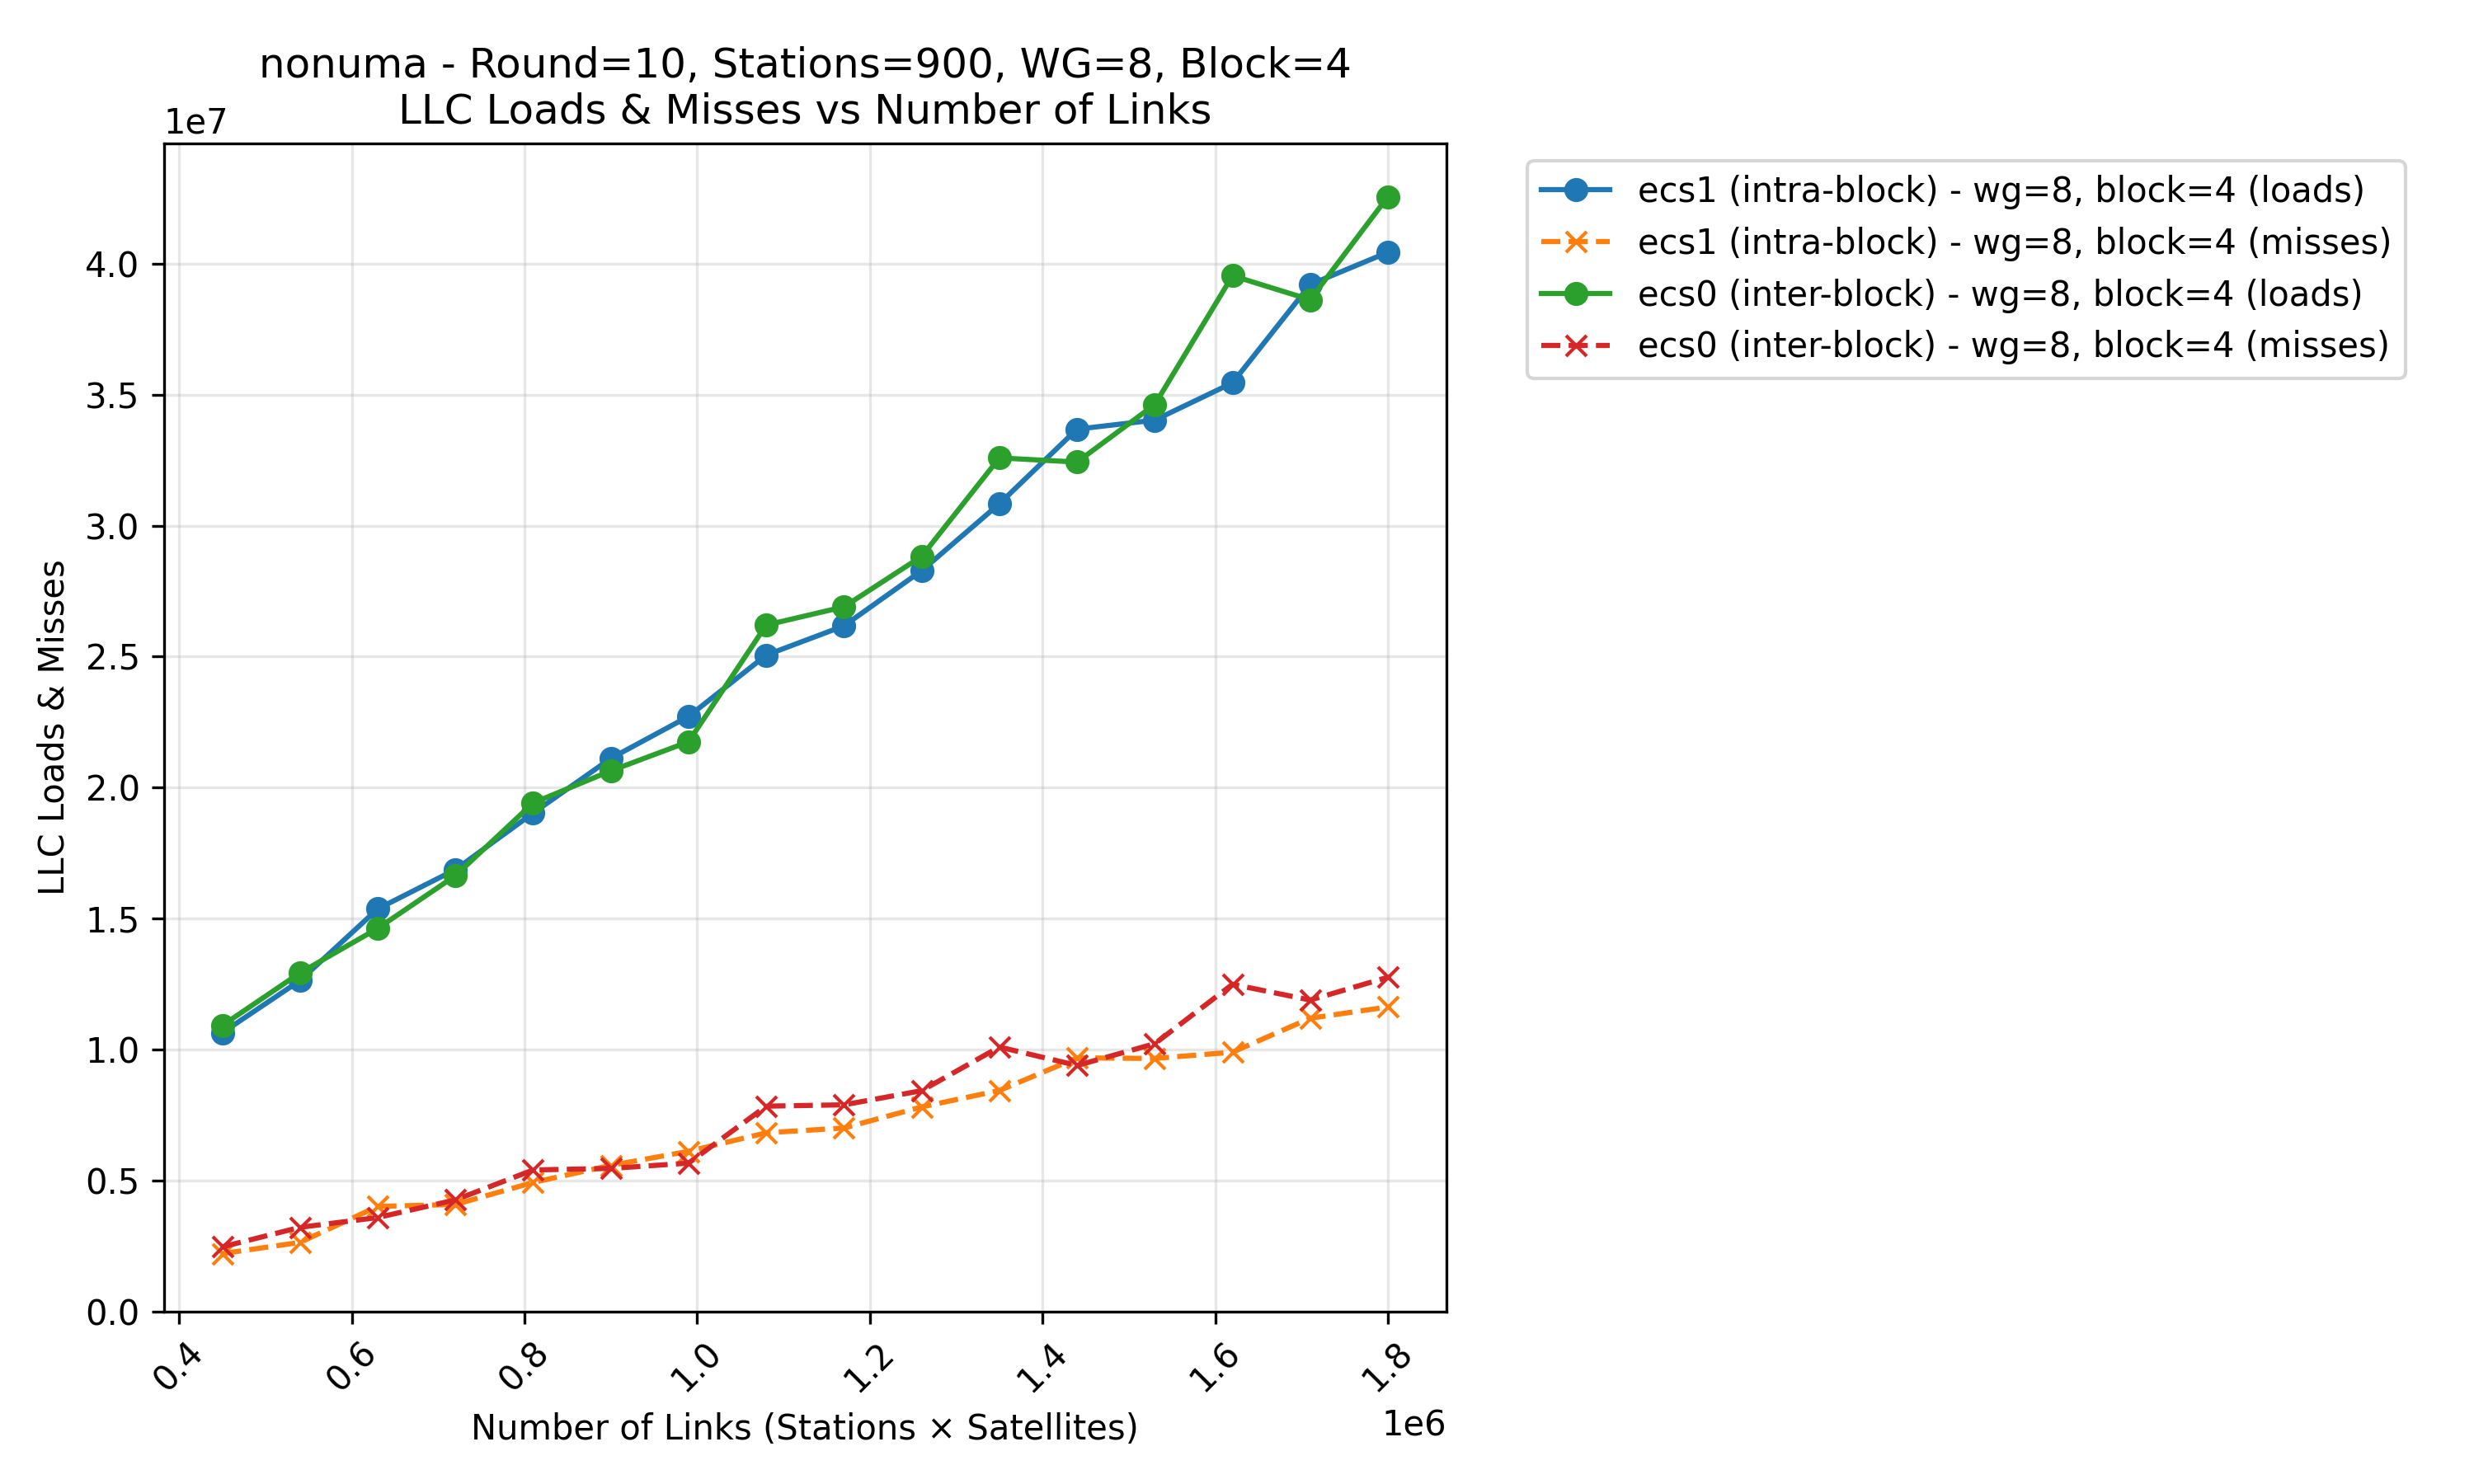 nonuma - Round=10, Stations=900, WG=8, Block=4
LLC Loads & Misses vs Number of Links
1e7
4.0
3.5
3.0
2.5
2.0
1.5
1.0
0.5
0.0
LLC Loads & Misses
0.4
0.6
0.8
1.0
1.2
1.4
1.6
1.8
1e6
Number of Links (Stations × Satellites)
ecs1 (intra-block) - wg=8, block=4 (loads)
ecs1 (intra-block) - wg=8, block=4 (misses)
ecs0 (inter-block) - wg=8, block=4 (loads)
ecs0 (inter-block) - wg=8, block=4 (misses)